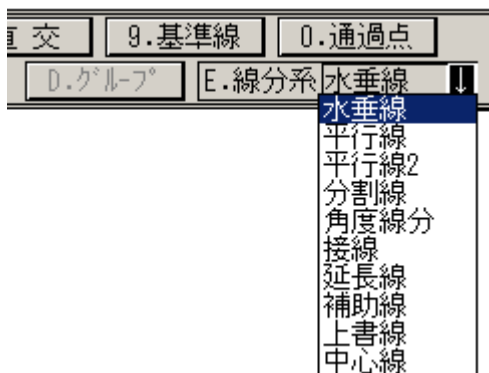 直 交 9.基準線 0.通過点
D.ｸﾞﾙｰﾌﾟ E.線分系 水垂線 ↓
水垂線
平行線
平行線2
分割線
角度線分
接線
延長線
補助線
上書線
中心線